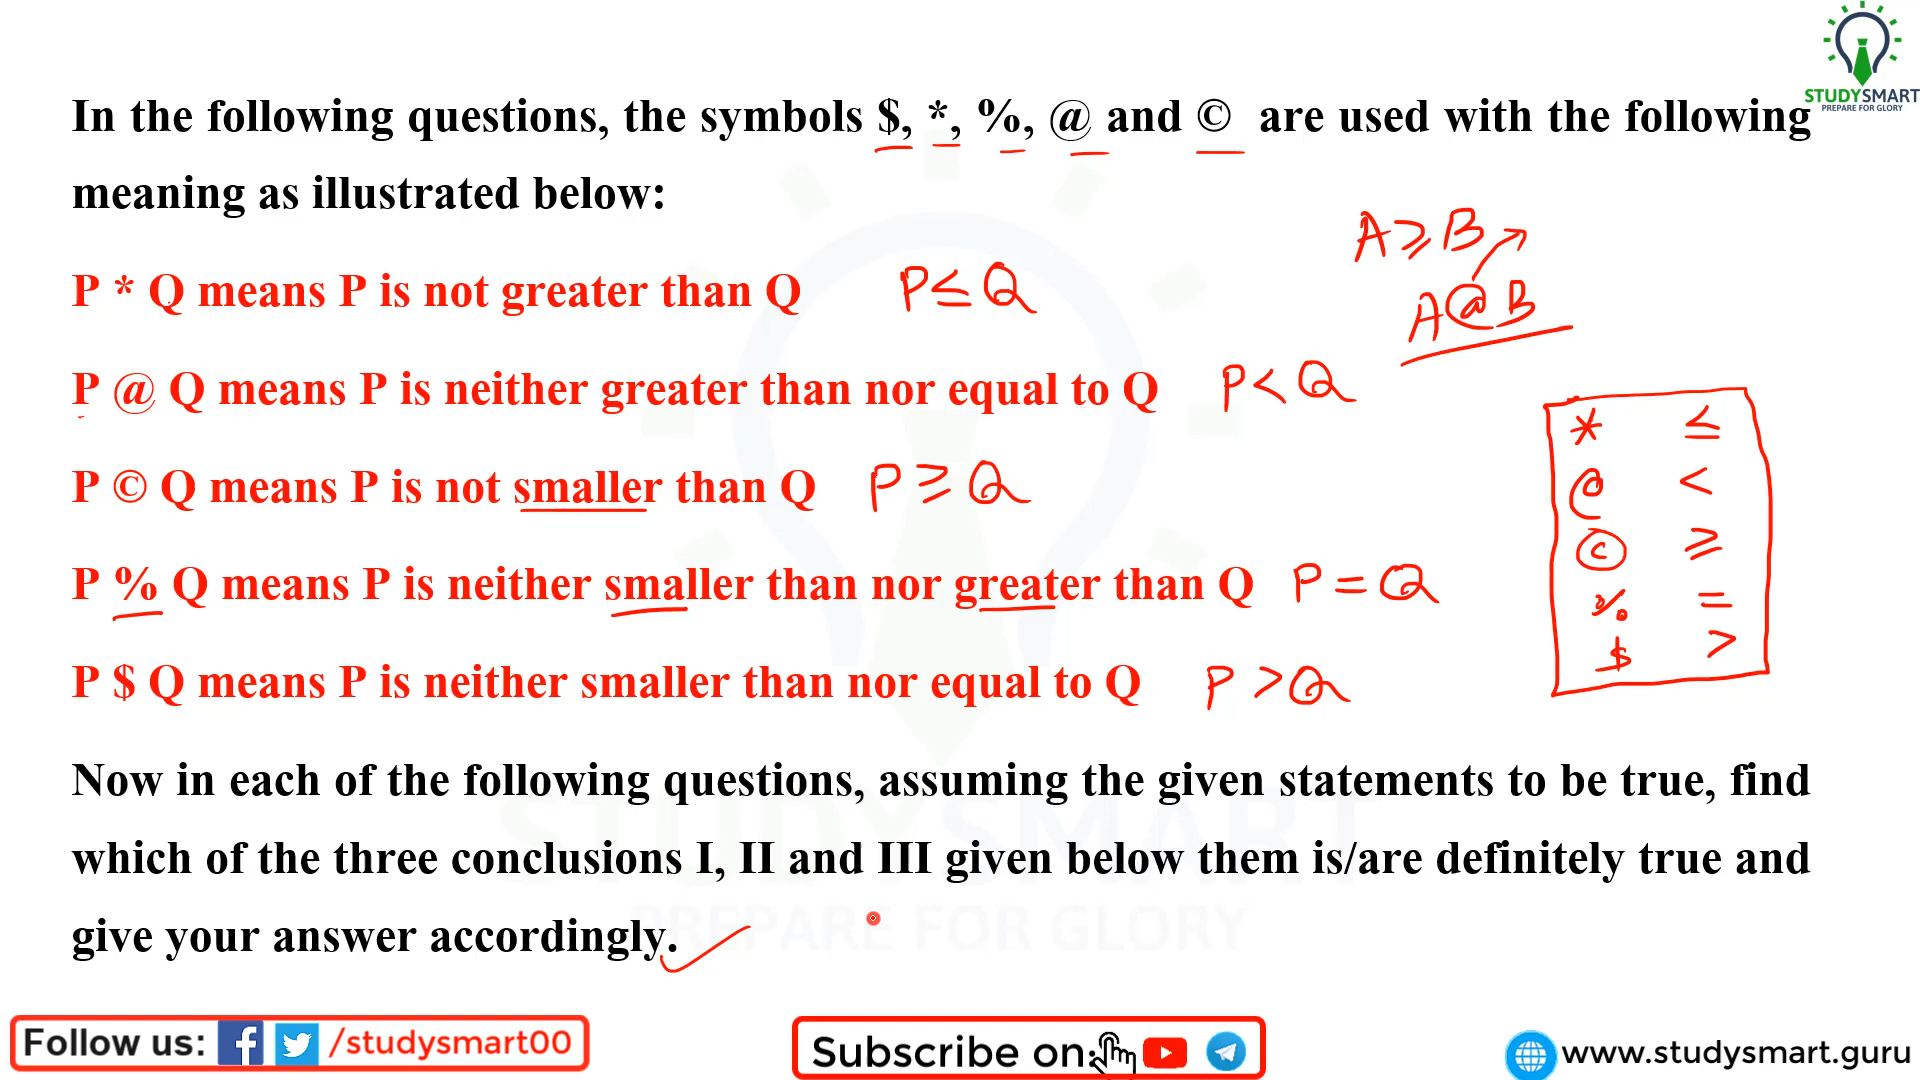 STUDYSMART
PREPARE FOR GLORY
In the following questions, the symbols $, *, %, @ and © are used with the following
meaning as illustrated below:
A ≥ B
A @ B
P * Q means P is not greater than Q P ≤ Q
P @ Q means P is neither greater than nor equal to Q P < Q
P © Q means P is not smaller than Q P ≥ Q
P % Q means P is neither smaller than nor greater than Q P = Q
P $ Q means P is neither smaller than nor equal to Q P > Q
* ≤
@ <
© ≥
% =
$ >
Now in each of the following questions, assuming the given statements to be true, find
which of the three conclusions I, II and III given below them is/are definitely true and
give your answer accordingly.
STUDYSMART
PREPARE FOR GLORY
Follow us: /studysmart00
Subscribe on:
www.studysmart.guru